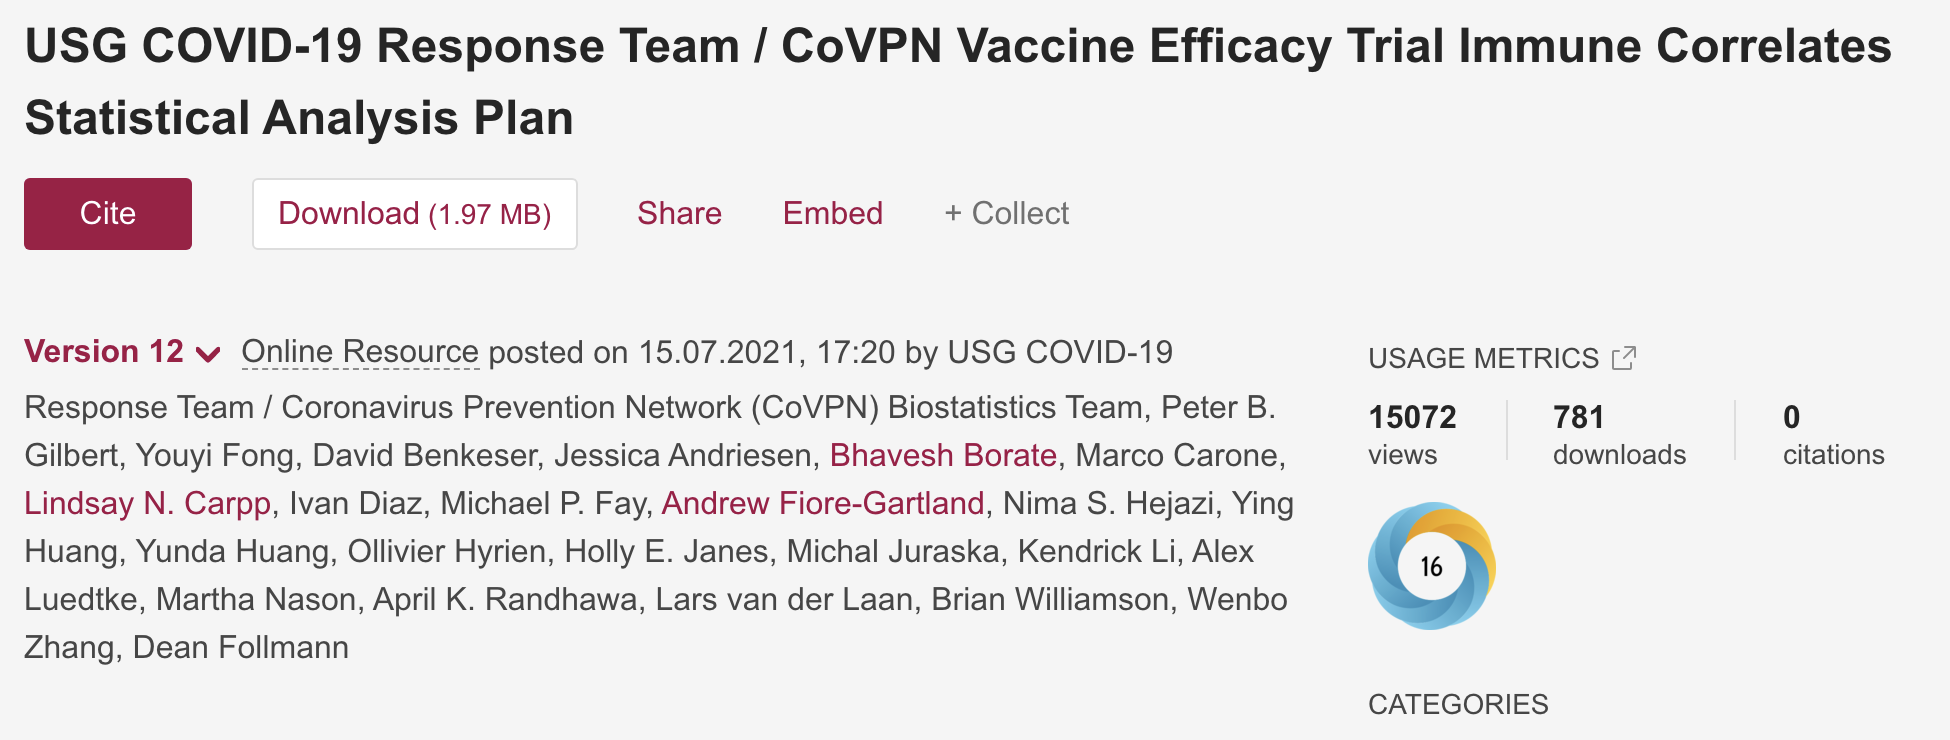 USG COVID-19 Response Team / CoVPN Vaccine Efficacy Trial Immune Correlates
Statistical Analysis Plan
Cite
Download (1.97 MB)
Share
Embed
+ Collect
Version 12 Online Resource posted on 15.07.2021, 17:20 by USG COVID-19
Response Team / Coronavirus Prevention Network (CoVPN) Biostatistics Team, Peter B.
Gilbert, Youyi Fong, David Benkeser, Jessica Andriesen, Bhavesh Borate, Marco Carone,
Lindsay N. Carpp, Ivan Diaz, Michael P. Fay, Andrew Fiore-Gartland, Nima S. Hejazi, Ying
Huang, Yunda Huang, Ollivier Hyrien, Holly E. Janes, Michal Juraska, Kendrick Li, Alex
Luedtke, Martha Nason, April K. Randhawa, Lars van der Laan, Brian Williamson, Wenbo
Zhang, Dean Follmann
USAGE METRICS
15072
views
781
downloads
0
citations
16
CATEGORIES